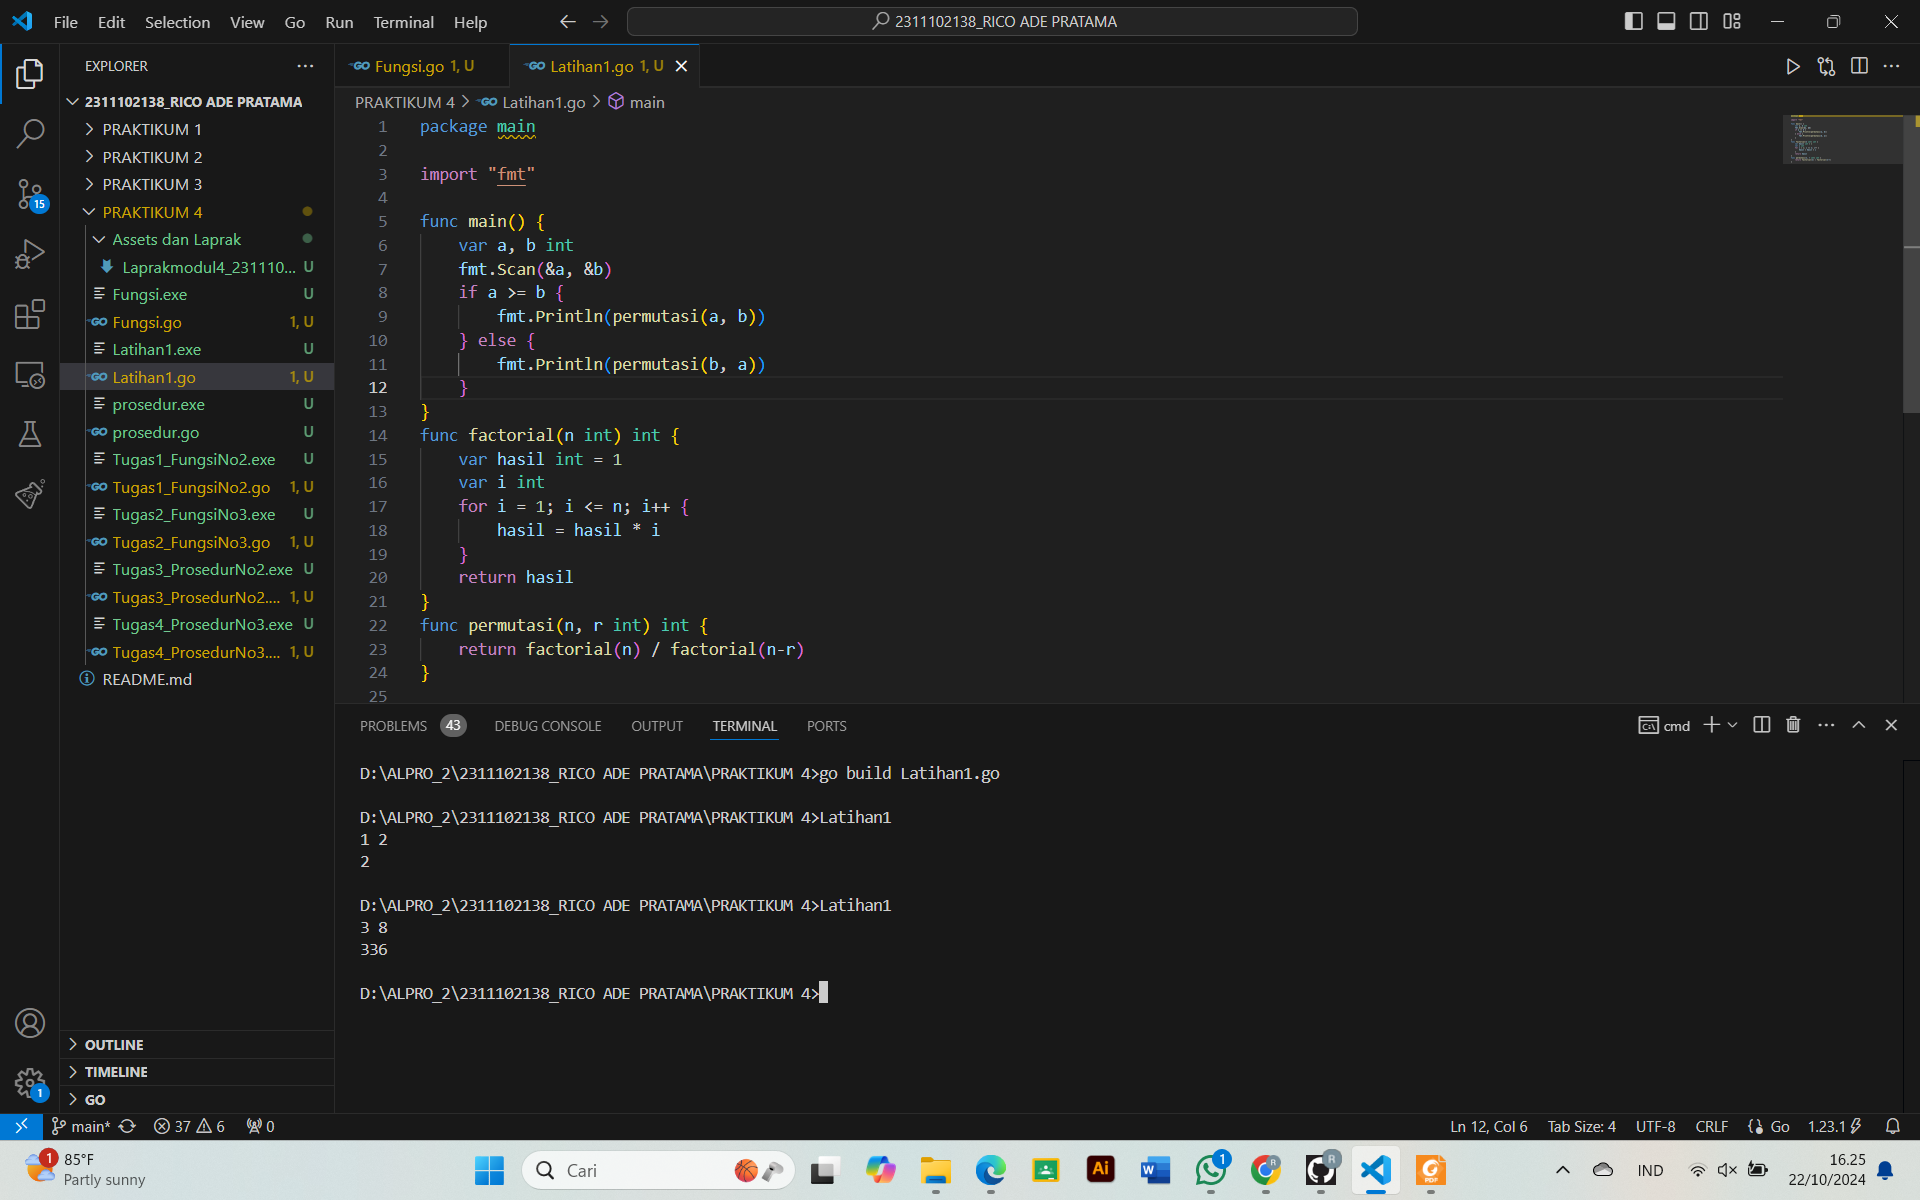 File Edit Selection View Go Run Terminal Help
2311102138_RICO ADE PRATAMA
EXPLORER
2311102138_RICO ADE PRATAMA
PRAKTIKUM 1
PRAKTIKUM 2
PRAKTIKUM 3
15
PRAKTIKUM 4
Assets dan Laprak
Laprakmodul4_231110... U
Fungsi.exe U
Fungsi.go 1, U
Latihan1.exe U
Latihan1.go 1, U
prosedur.exe U
prosedur.go U
Tugas1_FungsiNo2.exe U
Tugas1_FungsiNo2.go 1, U
Tugas2_FungsiNo3.exe U
Tugas2_FungsiNo3.go 1, U
Tugas3_ProsedurNo2.exe U
Tugas3_ProsedurNo2.... 1, U
Tugas4_ProsedurNo3.exe U
Tugas4_ProsedurNo3.... 1, U
README.md
OUTLINE
TIMELINE
GO
1
Fungsi.go 1, U
Latihan1.go 1, U
PRAKTIKUM 4 > Latihan1.go > main
1 package main
2
3 import "fmt"
4
5 func main() {
6 var a, b int
7 fmt.Scan(&a, &b)
8 if a >= b {
9 fmt.Println(permutasi(a, b))
10 } else {
11 fmt.Println(permutasi(b, a))
12 }
13 }
14 func factorial(n int) int {
15 var hasil int = 1
16 var i int
17 for i = 1; i <= n; i++ {
18 hasil = hasil * i
19 }
20 return hasil
21 }
22 func permutasi(n, r int) int {
23 return factorial(n) / factorial(n-r)
24 }
25
PROBLEMS 43 DEBUG CONSOLE OUTPUT TERMINAL PORTS
cmd
D:\ALPRO_2\2311102138_RICO ADE PRATAMA\PRAKTIKUM 4>go build Latihan1.go
D:\ALPRO_2\2311102138_RICO ADE PRATAMA\PRAKTIKUM 4>Latihan1
1 2
2
D:\ALPRO_2\2311102138_RICO ADE PRATAMA\PRAKTIKUM 4>Latihan1
3 8
336
D:\ALPRO_2\2311102138_RICO ADE PRATAMA\PRAKTIKUM 4>
main* 37 6 0
Ln 12, Col 6 Tab Size: 4 UTF-8 CRLF Go 1.23.1
1 85°F
Partly sunny
Cari
Ai
W
1
R
R
PDF
IND
16.25
22/10/2024